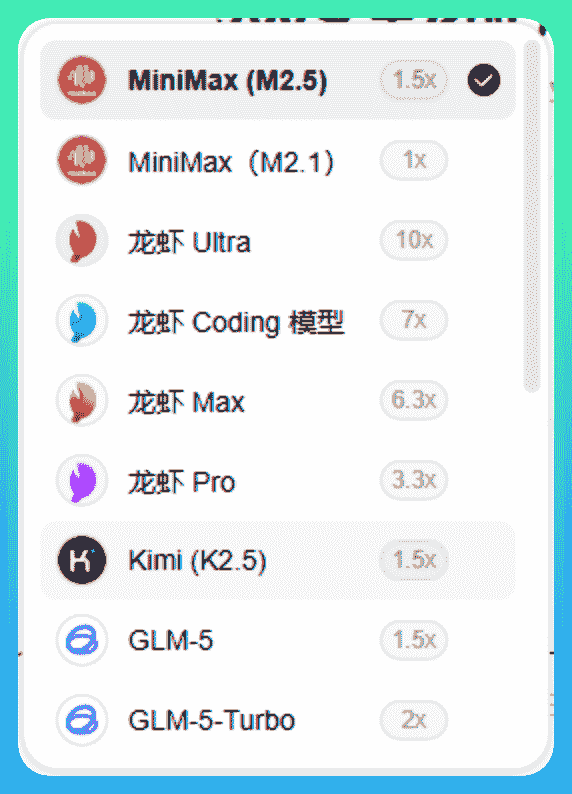 MiniMax (M2.5) 1.5x
MiniMax（M2.1） 1x
龙虾 Ultra 10x
龙虾 Coding 模型 7x
龙虾 Max 6.3x
龙虾 Pro 3.3x
Kimi (K2.5) 1.5x
GLM-5 1.5x
GLM-5-Turbo 2x